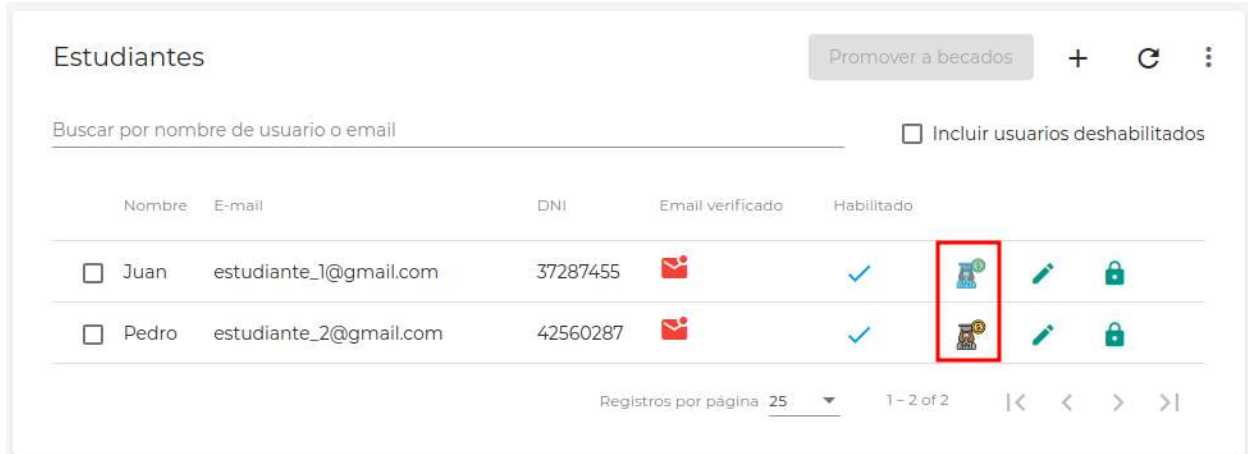 Estudiantes Promover a becados
Buscar por nombre de usuario o email Incluir usuarios deshabilitados
Nombre E-mail DNI Email verificado Habilitado
Juan estudiante_1@gmail.com 37287455
Pedro estudiante_2@gmail.com 42560287
Registros por página 25 1 – 2 of 2